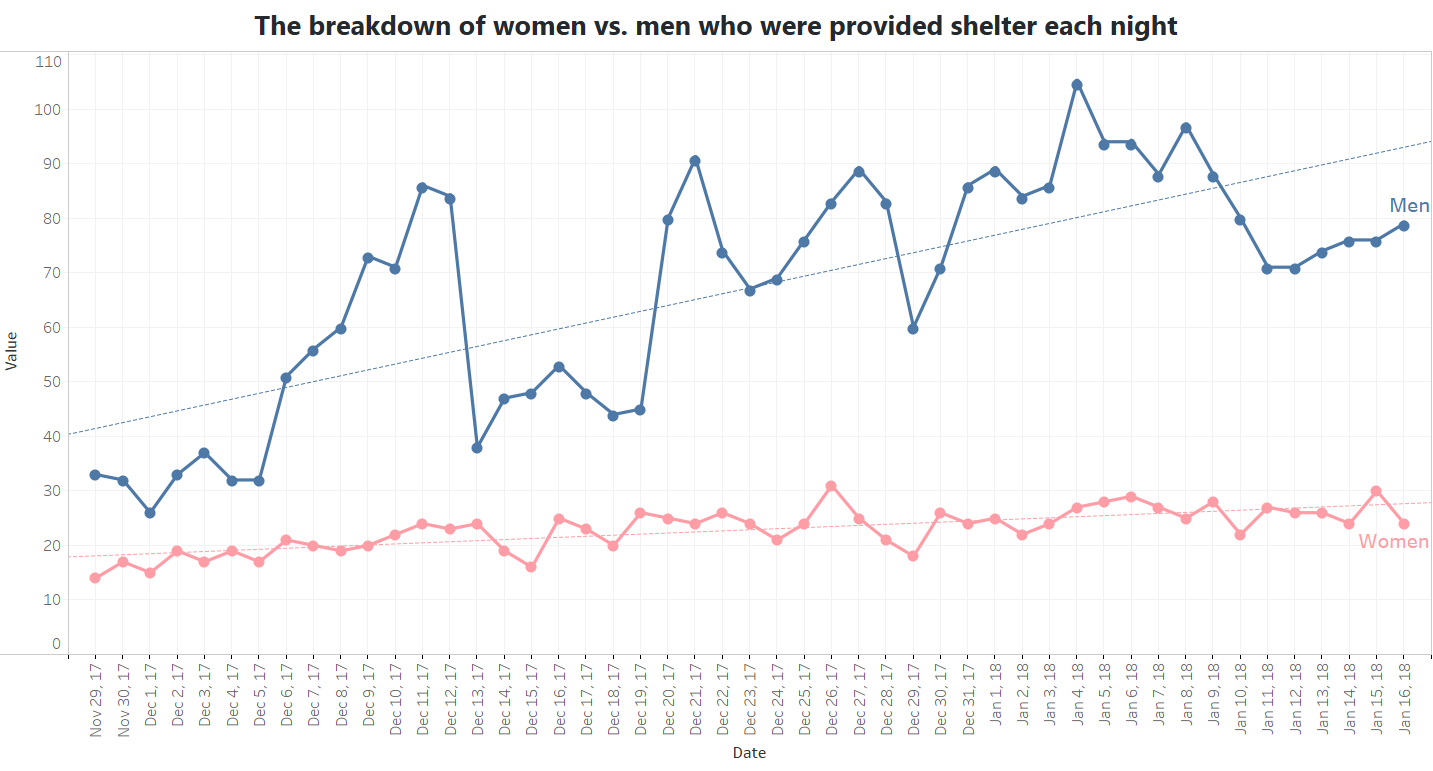 The breakdown of women vs. men who were provided shelter each night
110
100
90
80
70
60
50
40
30
20
10
0
Value
Men
Women
Nov 29, 17
Nov 30, 17
Dec 1, 17
Dec 2, 17
Dec 3, 17
Dec 4, 17
Dec 5, 17
Dec 6, 17
Dec 7, 17
Dec 8, 17
Dec 9, 17
Dec 10, 17
Dec 11, 17
Dec 12, 17
Dec 13, 17
Dec 14, 17
Dec 15, 17
Dec 16, 17
Dec 17, 17
Dec 18, 17
Dec 19, 17
Dec 20, 17
Dec 21, 17
Dec 22, 17
Dec 23, 17
Dec 24, 17
Dec 25, 17
Dec 26, 17
Dec 27, 17
Dec 28, 17
Dec 29, 17
Dec 30, 17
Dec 31, 17
Jan 1, 18
Jan 2, 18
Jan 3, 18
Jan 4, 18
Jan 5, 18
Jan 6, 18
Jan 7, 18
Jan 8, 18
Jan 9, 18
Jan 10, 18
Jan 11, 18
Jan 12, 18
Jan 13, 18
Jan 14, 18
Jan 15, 18
Jan 16, 18
Date